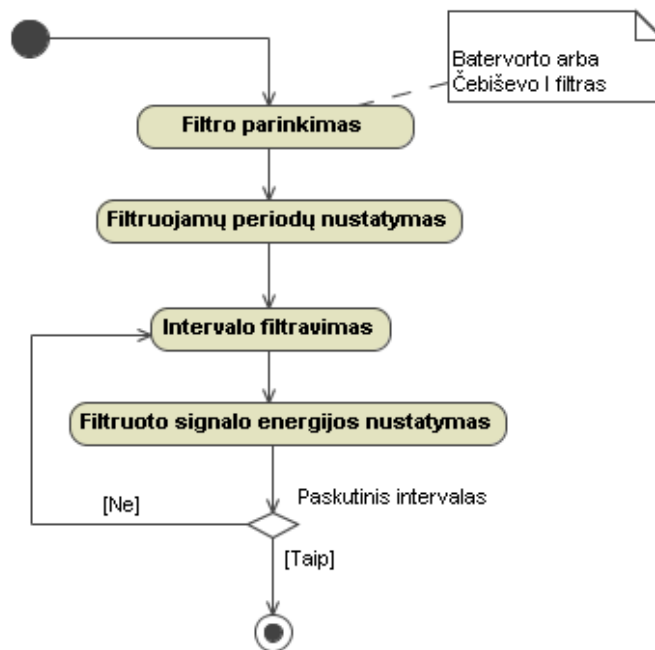 Batervorto arba
Čebiševo I filtras
Filtro parinkimas
Filtruojamų periodų nustatymas
Intervalo filtravimas
Filtruoto signalo energijos nustatymas
Paskutinis intervalas
[Ne]
[Taip]